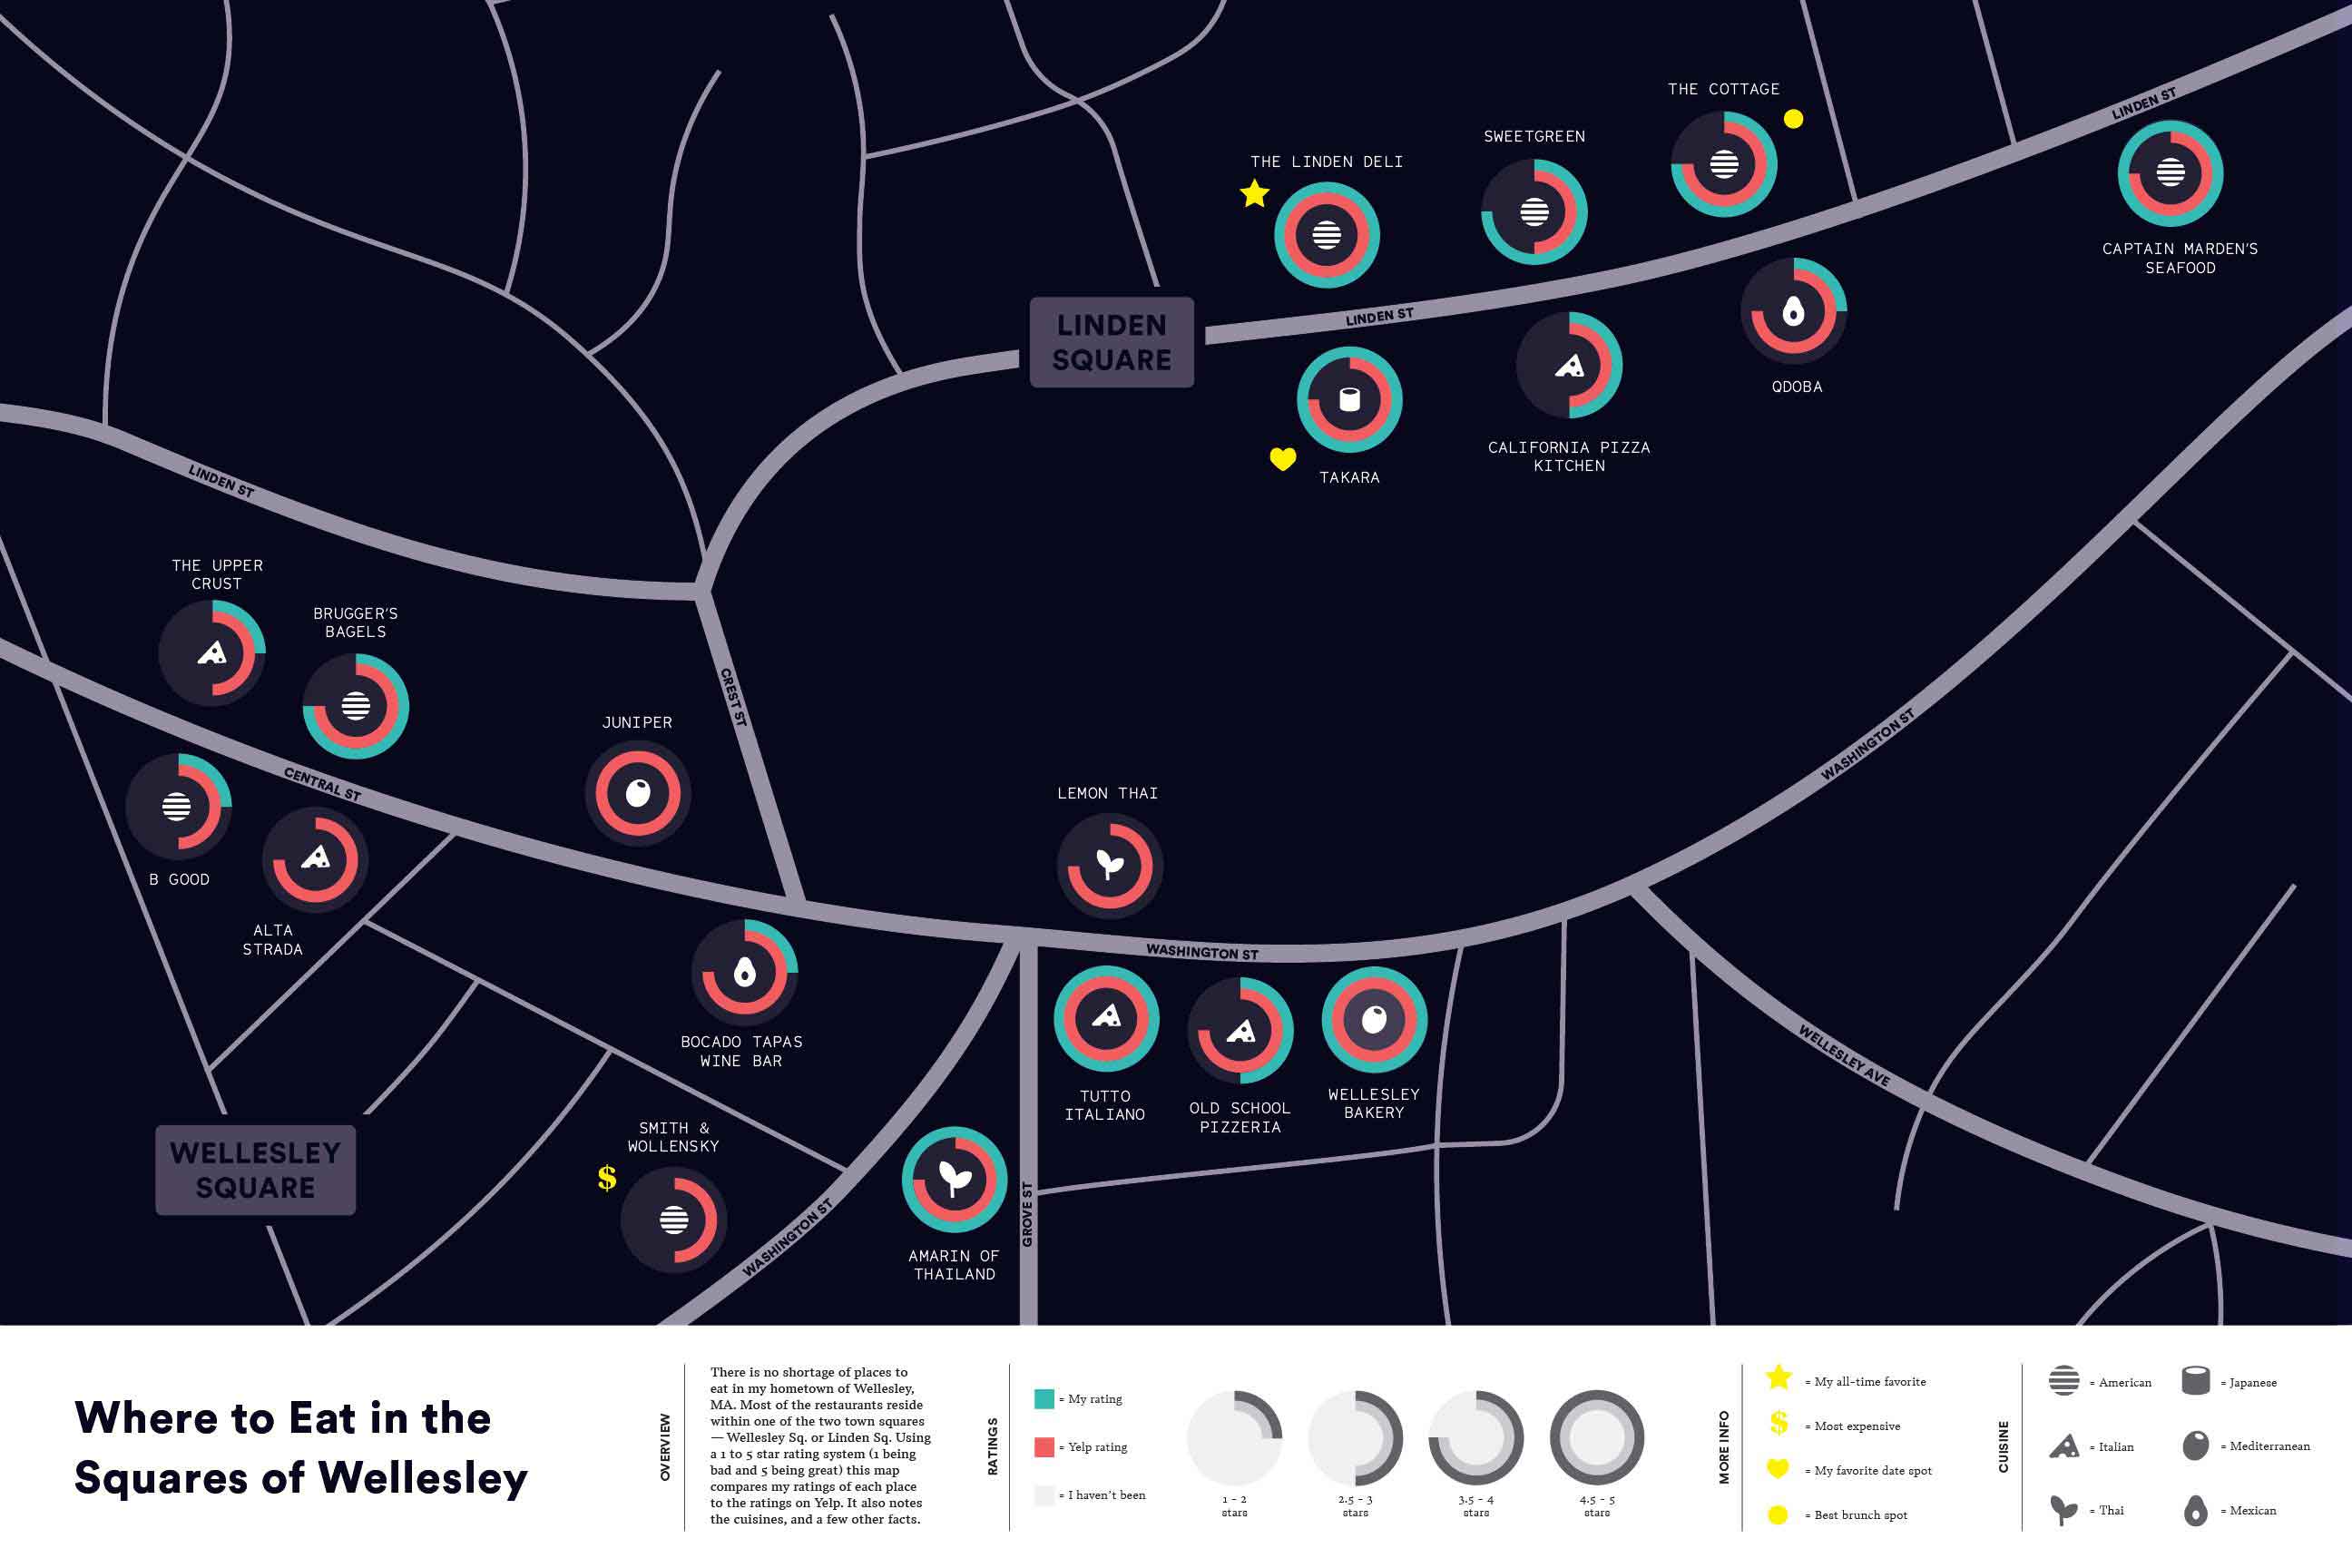 THE COTTAGE
LINDEN ST
SWEETGREEN
THE LINDEN DELI
CAPTAIN MARDEN'S
SEAFOOD
LINDEN
SQUARE
LINDEN ST
QDOBA
CALIFORNIA PIZZA
KITCHEN
TAKARA
LINDEN ST
THE UPPER
CRUST
BRUGGER'S
BAGELS
CREST ST
JUNIPER
WASHINGTON ST
CENTRAL ST
LEMON THAI
B GOOD
ALTA
STRADA
WASHINGTON ST
BOCADO TAPAS
WINE BAR
WELLESLEY AVE
TUTTO
ITALIANO
OLD SCHOOL
PIZZERIA
WELLESLEY
BAKERY
WELLESLEY
SQUARE
SMITH &
WOLLENSKY
$
WASHINGTON ST
GROVE ST
AMARIN OF
THAILAND
Where to Eat in the
Squares of Wellesley
OVERVIEW
There is no shortage of places to
eat in my hometown of Wellesley,
MA. Most of the restaurants reside
within one of the two town squares
— Wellesley Sq. or Linden Sq. Using
a 1 to 5 star rating system (1 being
bad and 5 being great) this map
compares my ratings of each place
to the ratings on Yelp. It also notes
the cuisines, and a few other facts.
RATINGS
= My rating
= Yelp rating
= I haven't been
1 - 2
stars
2.5 - 3
stars
3.5 - 4
stars
4.5 - 5
stars
MORE INFO
= My all-time favorite
$ = Most expensive
= My favorite date spot
= Best brunch spot
CUISINE
= American
= Japanese
= Italian
= Mediterranean
= Thai
= Mexican